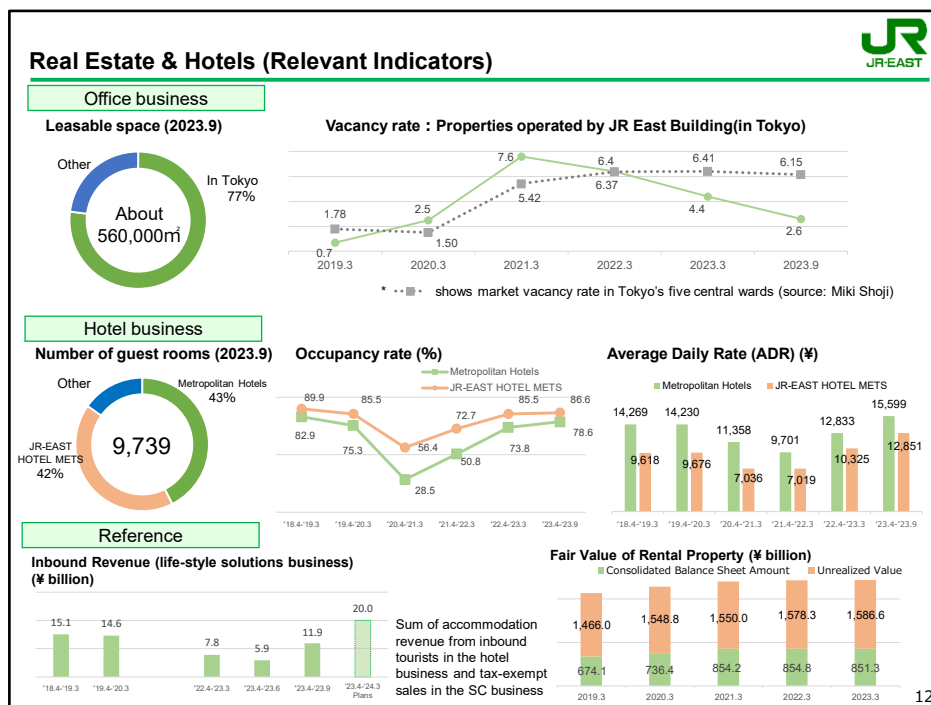 Real Estate & Hotels (Relevant Indicators)
JR
JR-EAST
Office business
Leasable space (2023.9)
Other
In Tokyo
77%
About
560,000㎡
Vacancy rate：Properties operated by JR East Building(in Tokyo)
7.6
6.4
6.41
6.15
1.78
2.5
5.42
6.37
4.4
2.6
0.7
1.50
2019.3 2020.3 2021.3 2022.3 2023.3 2023.9
* shows market vacancy rate in Tokyo's five central wards (source: Miki Shoji)
Hotel business
Number of guest rooms (2023.9)
Other
Metropolitan Hotels
43%
9,739
JR-EAST
HOTEL METS
42%
Occupancy rate (%)
Metropolitan Hotels
JR-EAST HOTEL METS
89.9 85.5 56.4 72.7 85.5 86.6
82.9 75.3 28.5 50.8 73.8 78.6
'18.4-'19.3 '19.4-'20.3 '20.4-'21.3 '21.4-'22.3 '22.4-'23.3 '23.4-'23.9
Average Daily Rate (ADR) (¥)
Metropolitan Hotels JR-EAST HOTEL METS
14,269 14,230 11,358 9,701 12,833 15,599
9,618 9,676 7,036 7,019 10,325 12,851
'18.4-'19.3 '19.4-'20.3 '20.4-'21.3 '21.4-'22.3 '22.4-'23.3 '23.4-'23.9
Reference
Inbound Revenue (life-style solutions business)
(¥ billion)
15.1 14.6 7.8 5.9 11.9 20.0
'18.4-'19.3 '19.4-'20.3 '22.4-'23.3 '23.4-'23.6 '23.4-'23.9 '23.4-'24.3
Plans
Sum of accommodation
revenue from inbound
tourists in the hotel
business and tax-exempt
sales in the SC business
Fair Value of Rental Property (¥ billion)
Consolidated Balance Sheet Amount Unrealized Value
1,466.0 1,548.8 1,550.0 1,578.3 1,586.6
674.1 736.4 854.2 854.8 851.3
2019.3 2020.3 2021.3 2022.3 2023.3
12